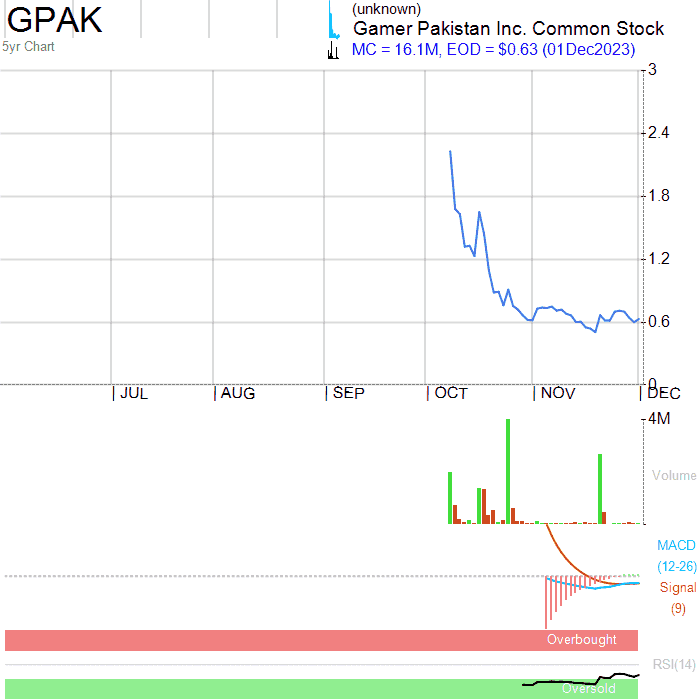 GPAK
(unknown)
Gamer Pakistan Inc. Common Stock
5yr Chart
MC = 16.1M, EOD = $0.63 (01Dec2023)
3
2.4
1.8
1.2
0.6
0
| JUL | AUG | SEP | OCT | NOV | DEC
4M
Volume
MACD
(12-26)
Signal
(9)
Overbought
RSI(14)
Oversold